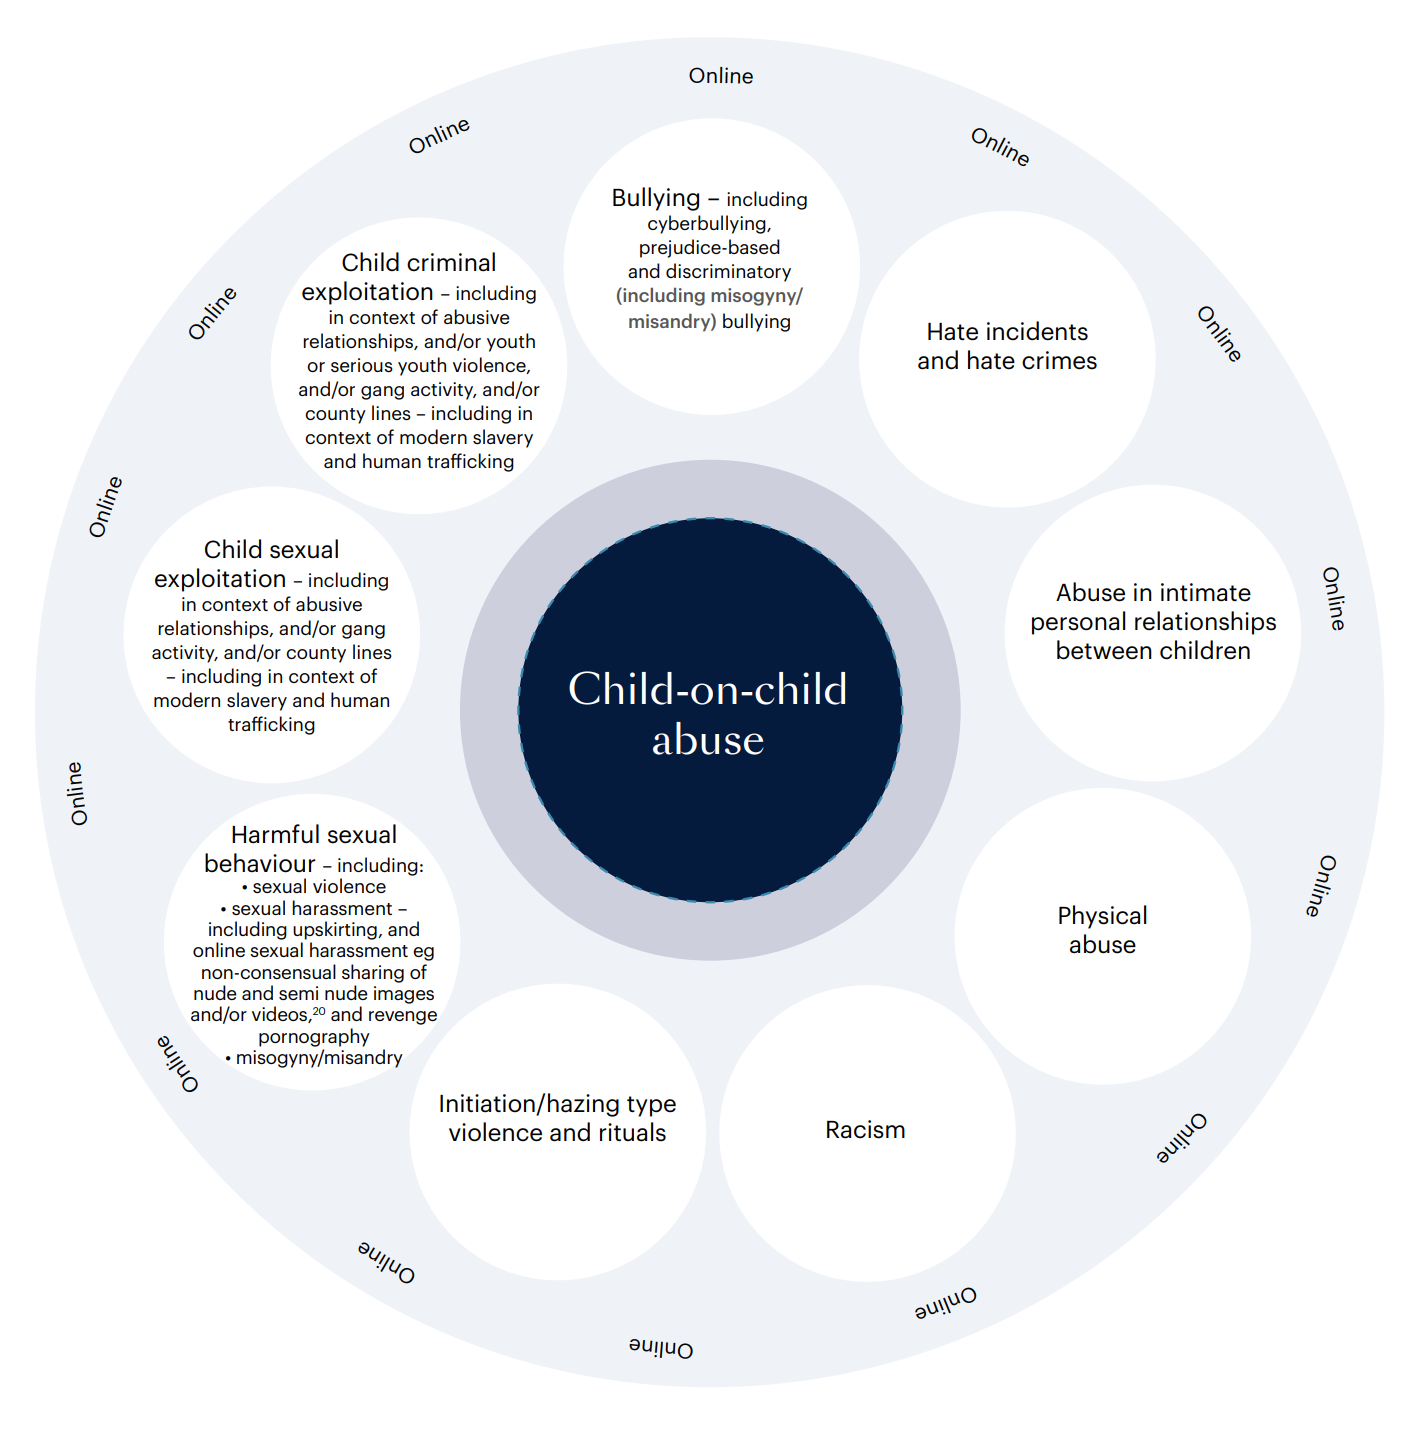 Online
Online
Online
Bullying – including
cyberbullying,
prejudice-based
and discriminatory
(including misogyny/
misandry) bullying
Online
Online
Child criminal
exploitation – including
in context of abusive
relationships, and/or youth
or serious youth violence,
and/or gang activity, and/or
county lines – including in
context of modern slavery
and human trafficking
Hate incidents
and hate crimes
Online
Online
Child sexual
exploitation – including
in context of abusive
relationships, and/or gang
activity, and/or county lines
– including in context of
modern slavery and human
trafficking
Child-on-child
abuse
Abuse in intimate
personal relationships
between children
Online
Online
Harmful sexual
behaviour – including:
• sexual violence
• sexual harassment –
including upskirting, and
online sexual harassment eg
non-consensual sharing of
nude and semi nude images
and/or videos,²⁰ and revenge
pornography
• misogyny/misandry
Physical
abuse
Online
Online
Initiation/hazing type
violence and rituals
Racism
Online
Online
Online